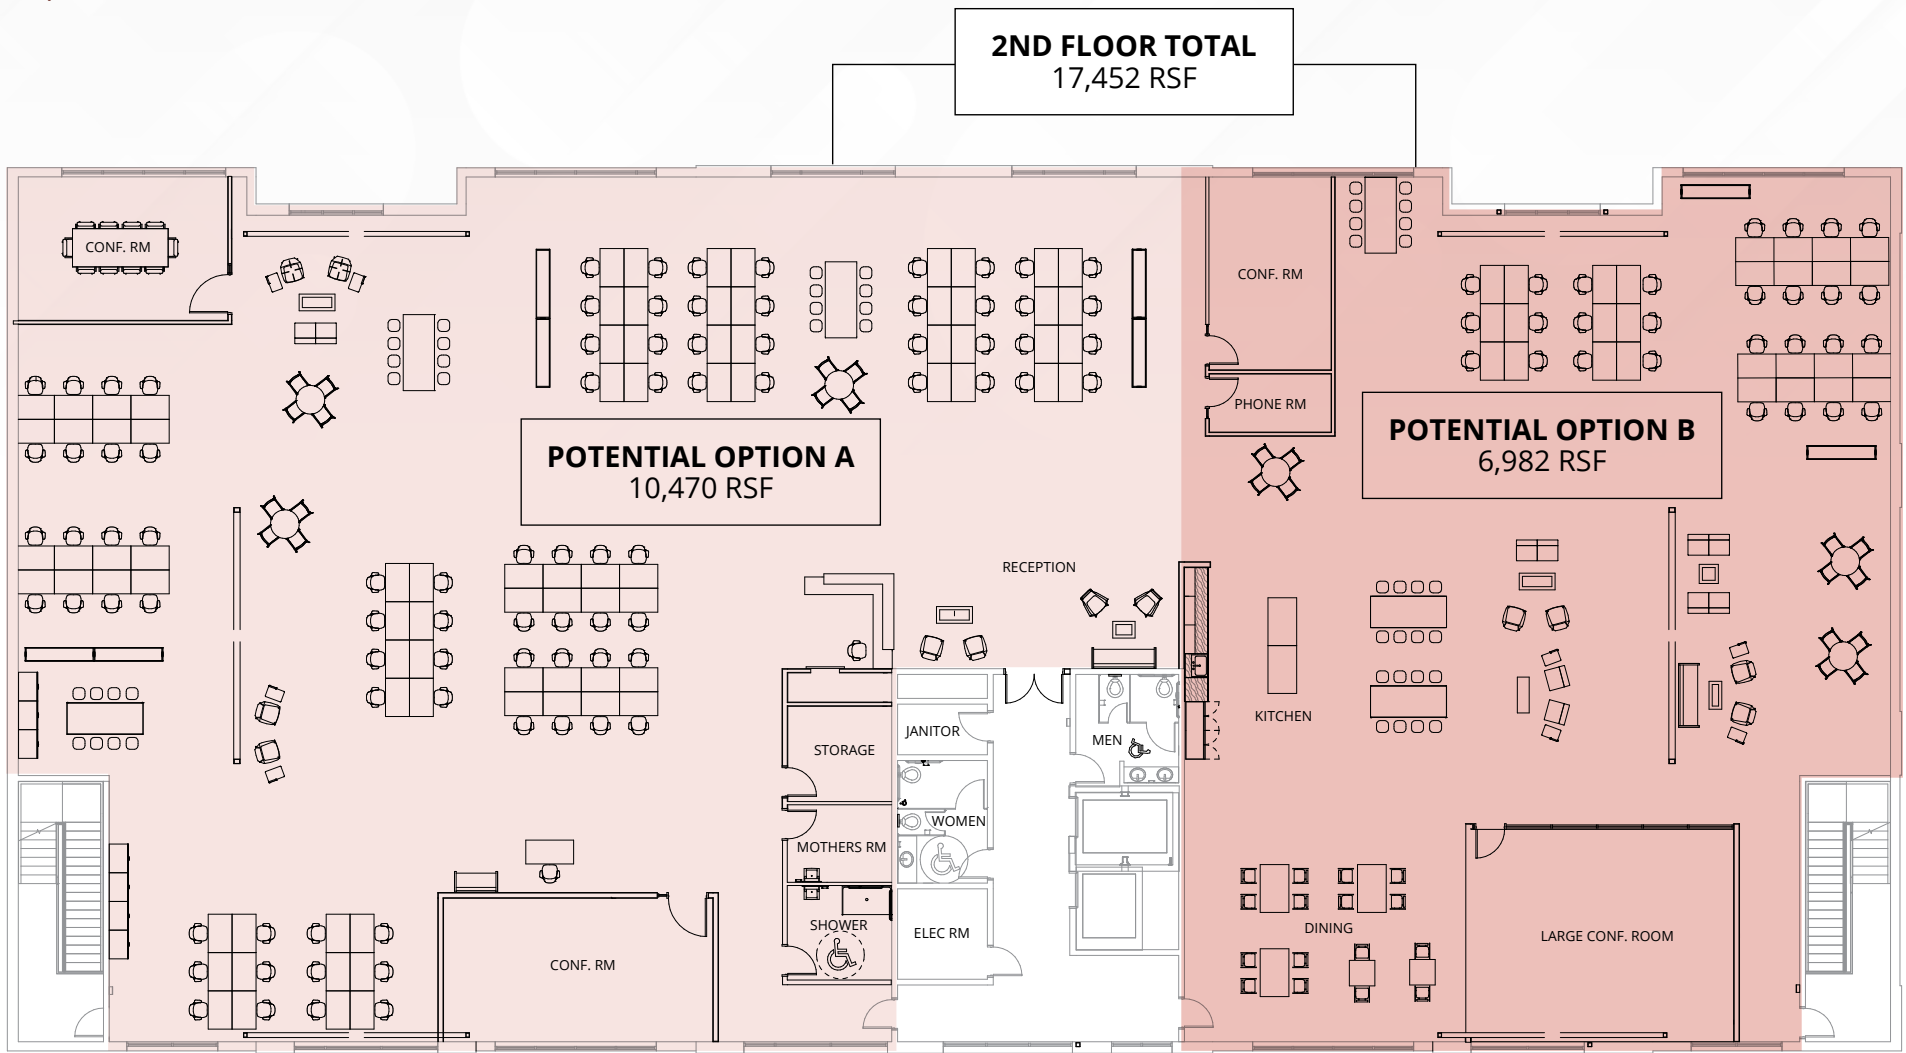 2ND FLOOR TOTAL
17,452 RSF
CONF. RM
CONF. RM
PHONE RM
POTENTIAL OPTION A
10,470 RSF
POTENTIAL OPTION B
6,982 RSF
RECEPTION
KITCHEN
STORAGE
JANITOR
MEN
WOMEN
MOTHERS RM
SHOWER
ELEC RM
CONF. RM
DINING
LARGE CONF. ROOM